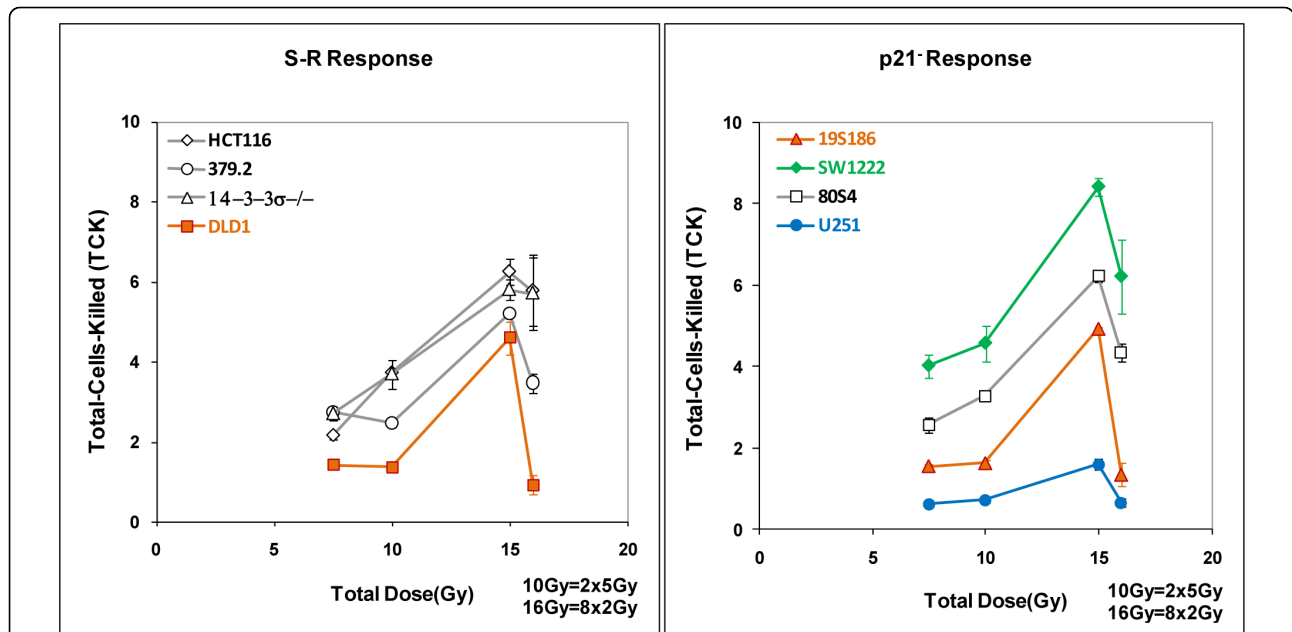 S-R Response
10
8
6
4
2
0
0
5
10
15
20
HCT116
379.2
14–3–3σ–/–
DLD1
Total-Cells-Killed (TCK)
Total Dose(Gy)
10Gy=2x5Gy
16Gy=8x2Gy
p21⁻ Response
10
8
6
4
2
0
0
5
10
15
20
19S186
SW1222
80S4
U251
Total-Cells-Killed (TCK)
Total Dose(Gy)
10Gy=2x5Gy
16Gy=8x2Gy